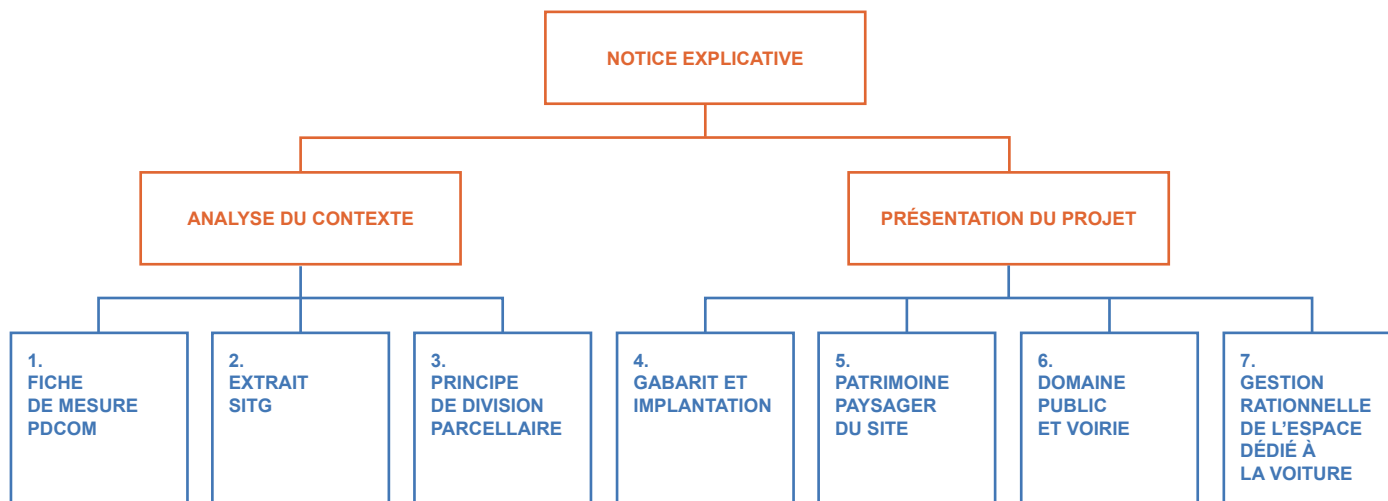 NOTICE EXPLICATIVE
ANALYSE DU CONTEXTE
PRÉSENTATION DU PROJET
1.
FICHE
DE MESURE
PDCOM
2.
EXTRAIT
SITG
3.
PRINCIPE
DE DIVISION
PARCELLAIRE
4.
GABARIT ET
IMPLANTATION
5.
PATRIMOINE
PAYSAGER
DU SITE
6.
DOMAINE
PUBLIC
ET VOIRIE
7.
GESTION
RATIONNELLE
DE L’ESPACE
DÉDIÉ À
LA VOITURE